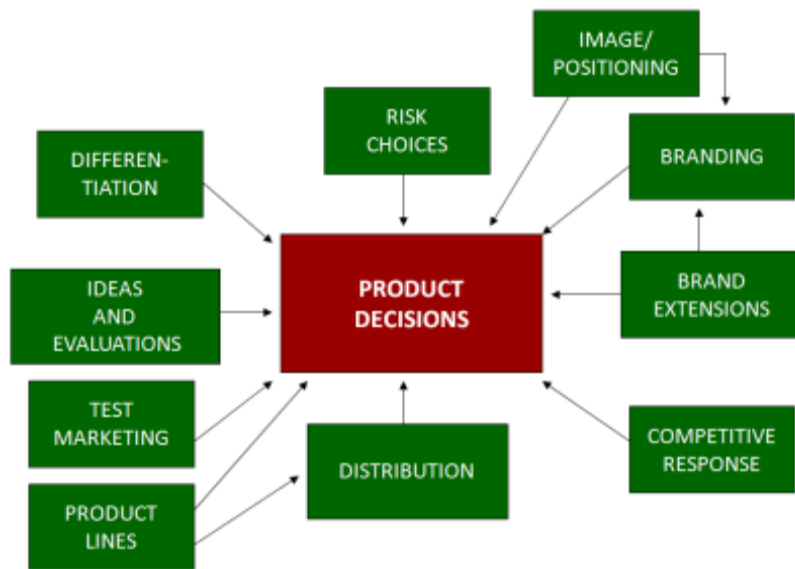 IMAGE/
POSITIONING
RISK
CHOICES
DIFFEREN-
TIATION
BRANDING
IDEAS
AND
EVALUATIONS
PRODUCT
DECISIONS
BRAND
EXTENSIONS
TEST
MARKETING
DISTRIBUTION
COMPETITIVE
RESPONSE
PRODUCT
LINES